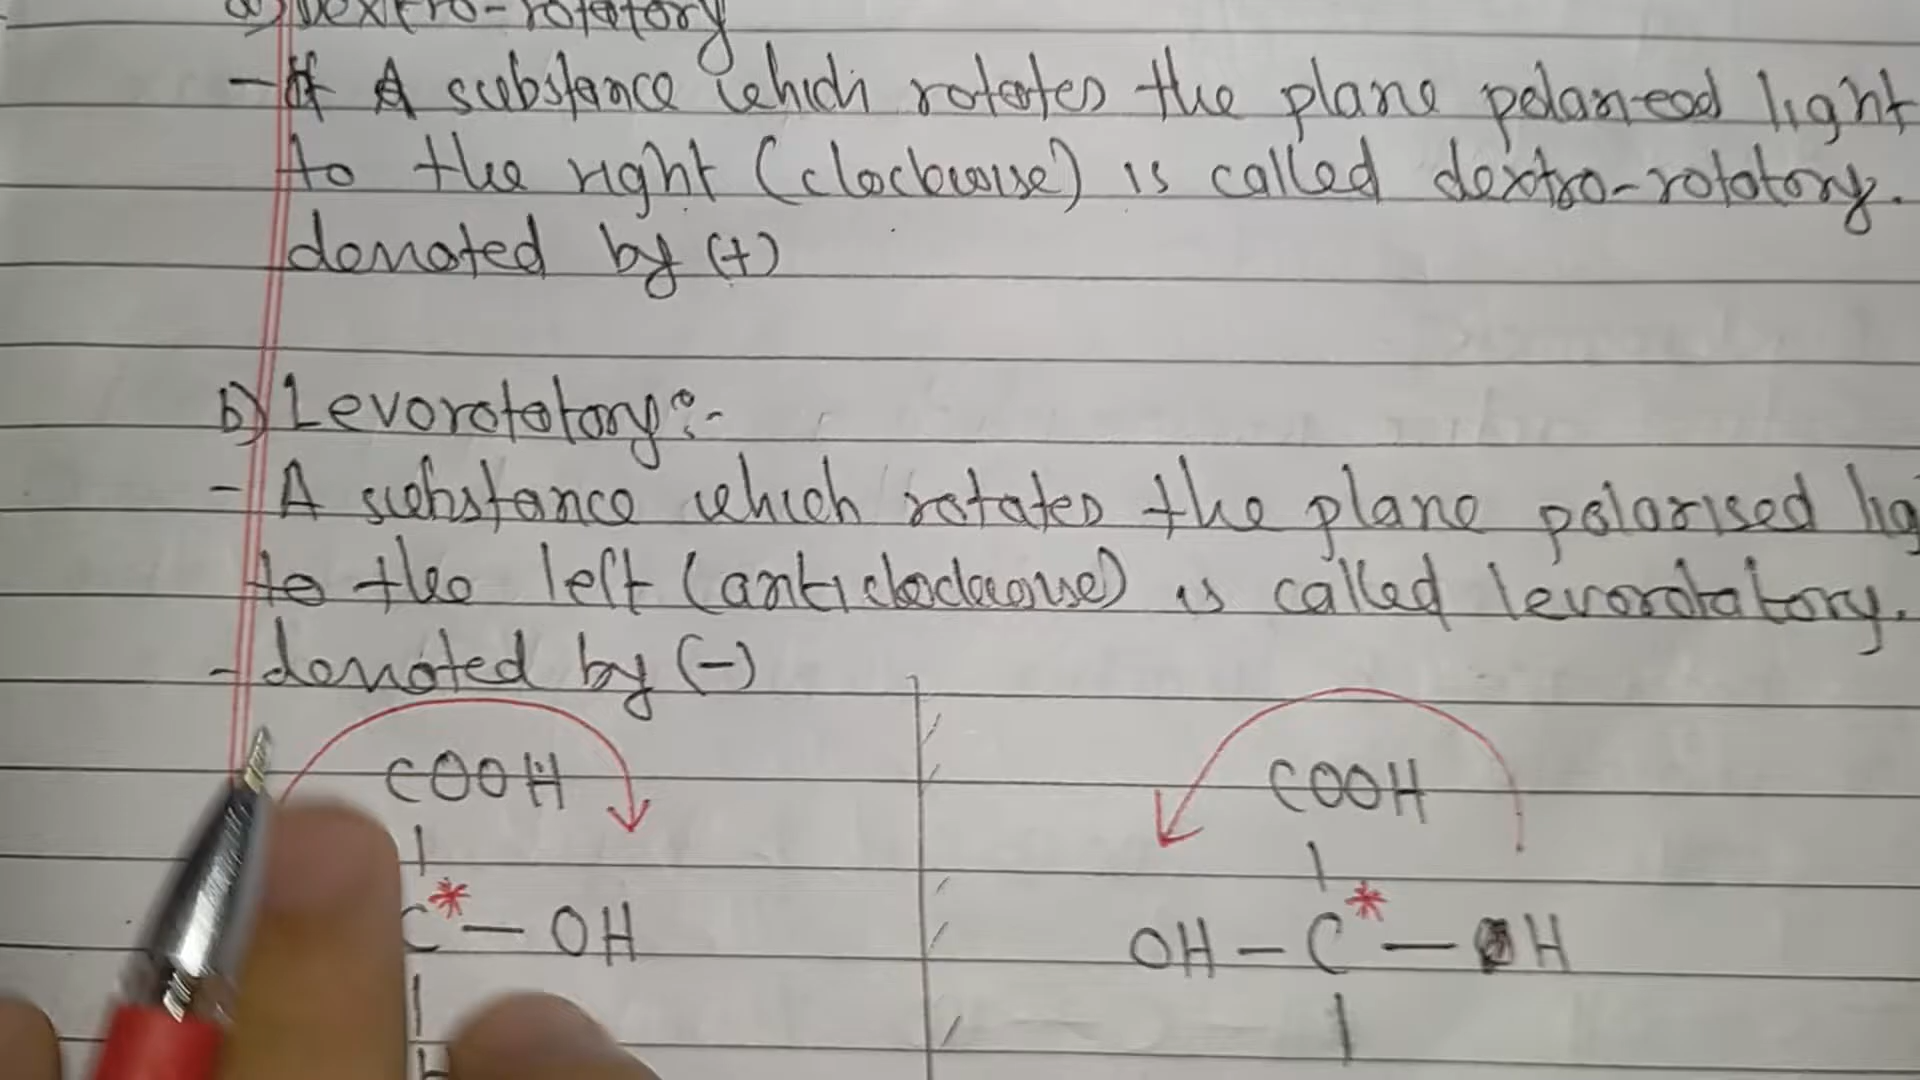 a) Dextro-rotatory
- A substance which rotates the plane polarised light
to the right (clockwise) is called dextro-rotatory.
denoted by (+)
b) Levorotatory:-
- A substance which rotates the plane polarised lig
to the left (anticlockwise) is called levorotatory.
- denoted by (-)
COOH
C* - OH
COOH
OH - C* - H